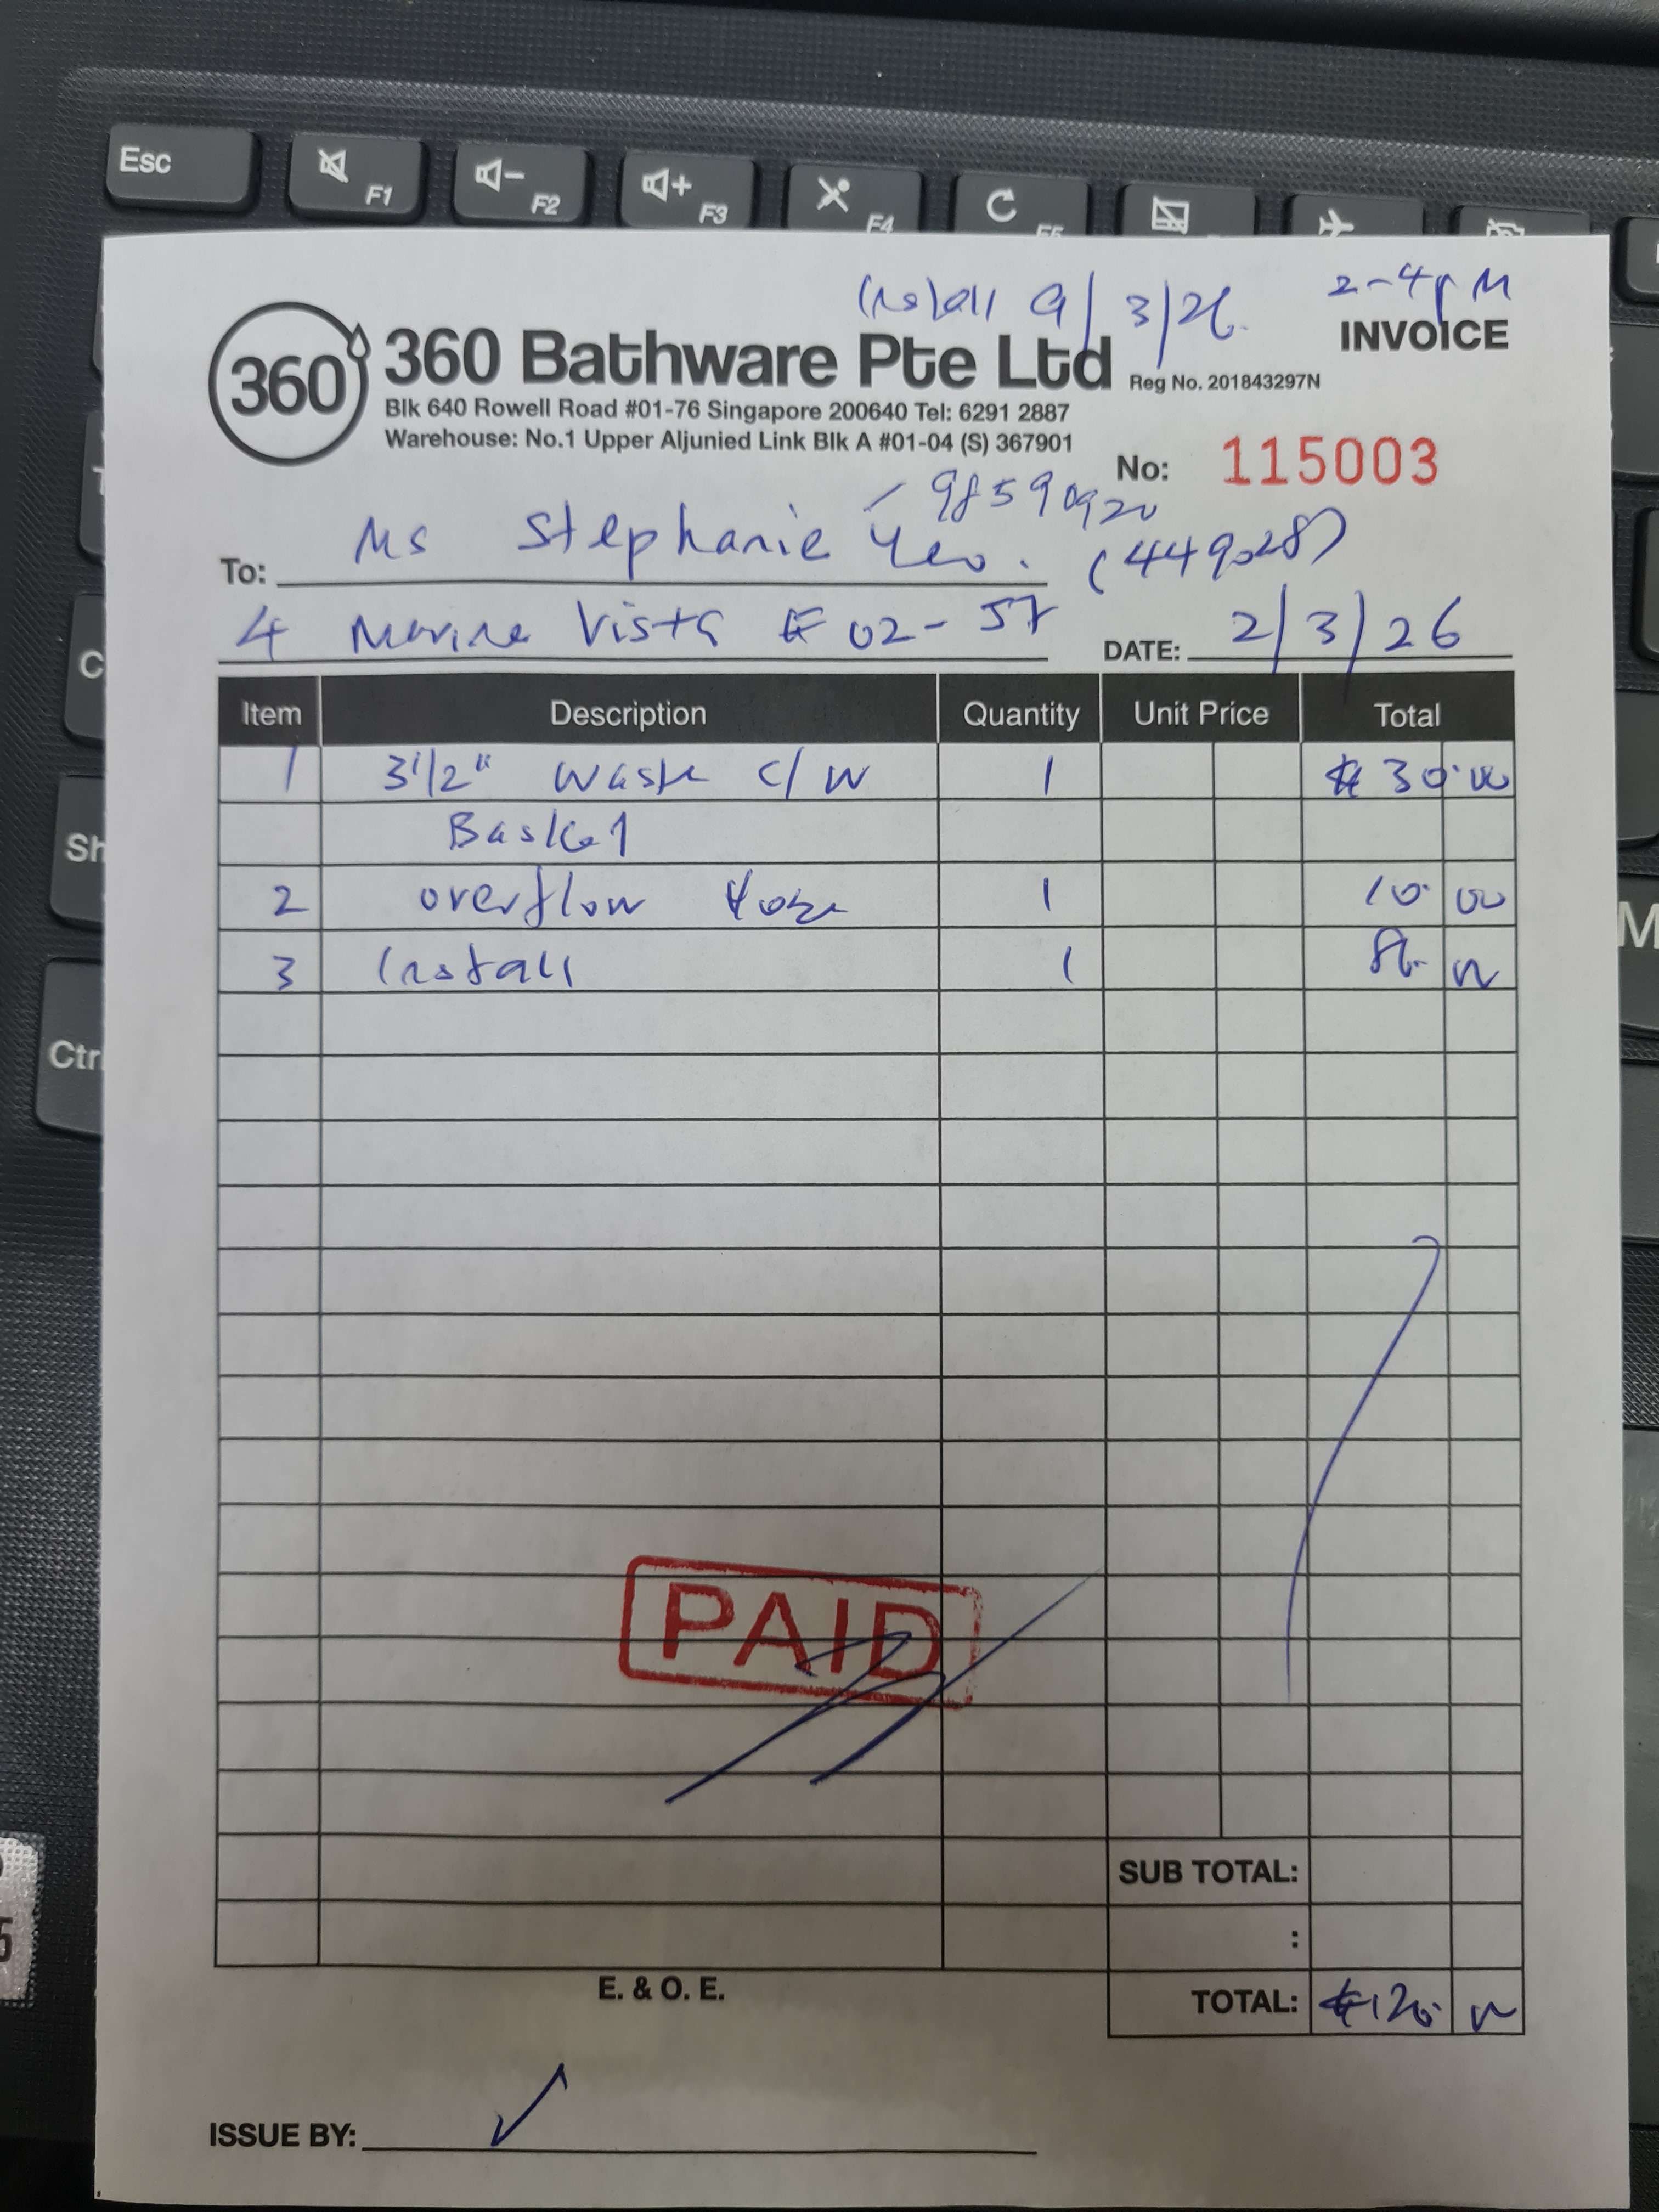 Esc F1 F2 F3 F4 F5
Install 9/3/26. 2-4pm
INVOICE
360
360 Bathware Pte Ltd Reg No. 201843297N
Blk 640 Rowell Road #01-76 Singapore 200640 Tel: 6291 2887
Warehouse: No.1 Upper Aljunied Link Blk A #01-04 (S) 367901
No: 115003
98590920
To: Ms Stephanie Yeo. (449028)
4 Marine Vista # 02-57 DATE: 2/3/26
Item Description Quantity Unit Price Total
1 3 1/2" Waste c/w 1 $30.00
Basket
2 overflow Hose 1 10.00
3 Install 1 80.00
PAID
SUB TOTAL:
:
E. & O. E.
TOTAL: $120.00
ISSUE BY:
Ctr